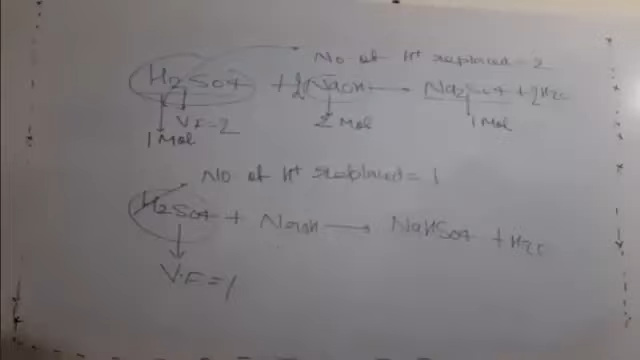 No of H+ replaced = 2
H2SO4 + 2NaOH → Na2SO4 + 2H2O
V.F=2
1 Mol 2 Mol 1 Mol
No of H+ replaced = 1
H2SO4 + NaOH → NaHSO4 + H2O
V.F = 1